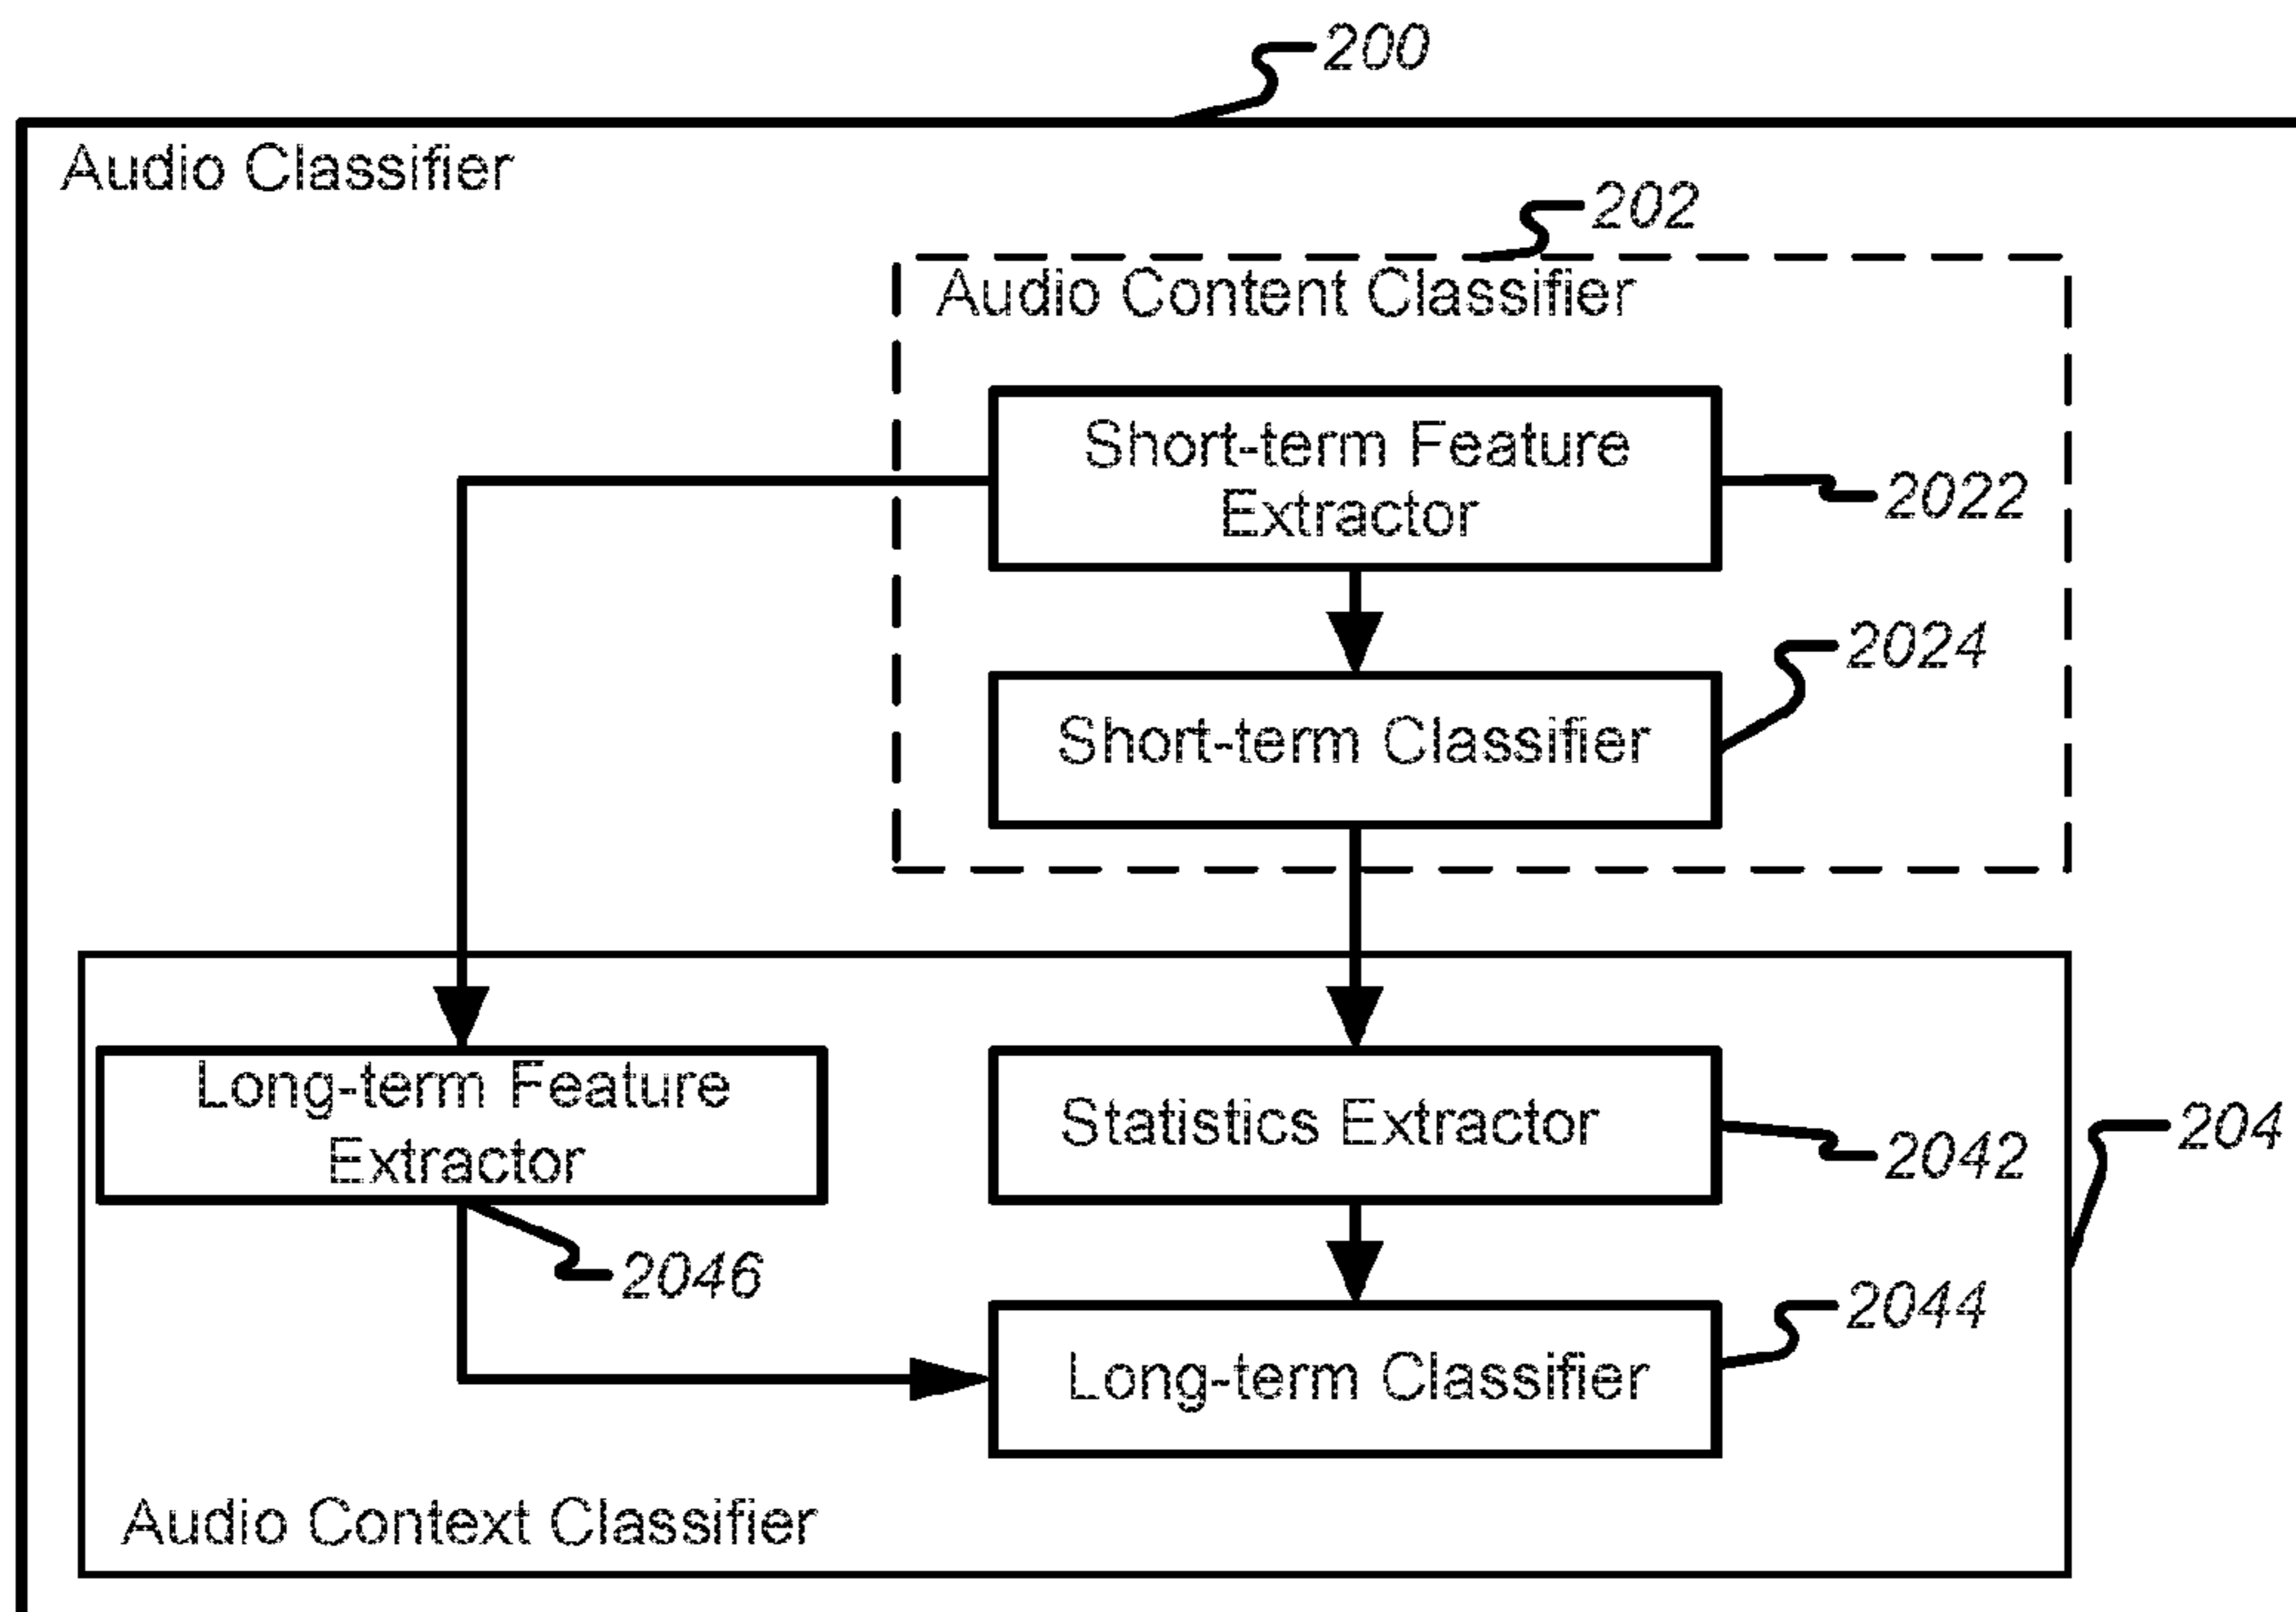 200
Audio Classifier
202
Audio Content Classifier
Short-term Feature
Extractor
2022
2024
Short-term Classifier
Long-term Feature
Extractor
Statistics Extractor
204
2042
2046
2044
Long-term Classifier
Audio Context Classifier